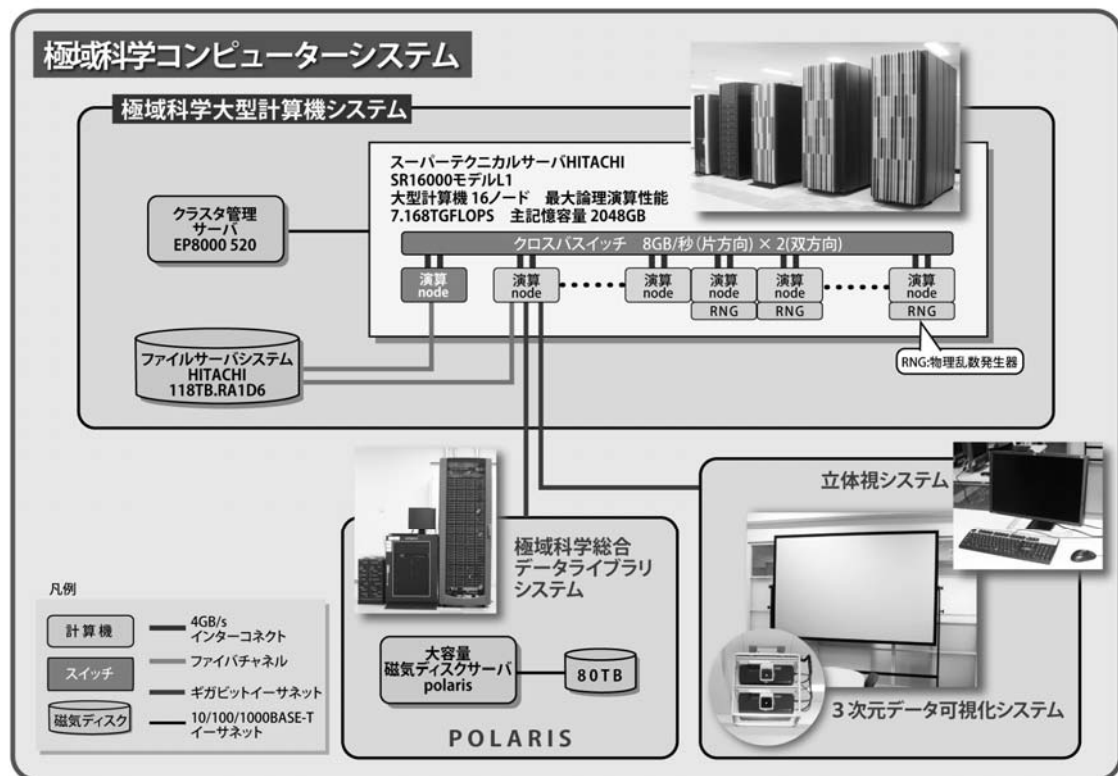 極域科学コンピューターシステム
極域科学大型計算機システム
スーパーテクニカルサーバHITACHI
SR16000モデルL1
大型計算機 16ノード　最大論理演算性能
7.168TGFLOPS　主記憶容量 2048GB
クラスタ管理
サーバ
EP8000 520
クロスバスイッチ　8GB/秒(片方向) × 2(双方向)
演算
node
演算
node
演算
node
演算
node
演算
node
演算
node
RNG
RNG
RNG
RNG:物理乱数発生器
ファイルサーバシステム
HITACHI
118TB.RA1D6
立体視システム
極域科学総合
データライブラリ
システム
大容量
磁気ディスクサーバ
polaris
80TB
POLARIS
3次元データ可視化システム
凡例
計算機
4GB/s
インターコネクト
スイッチ
ファイバチャネル
ギガビットイーサネット
磁気ディスク
10/100/1000BASE-T
イーサネット